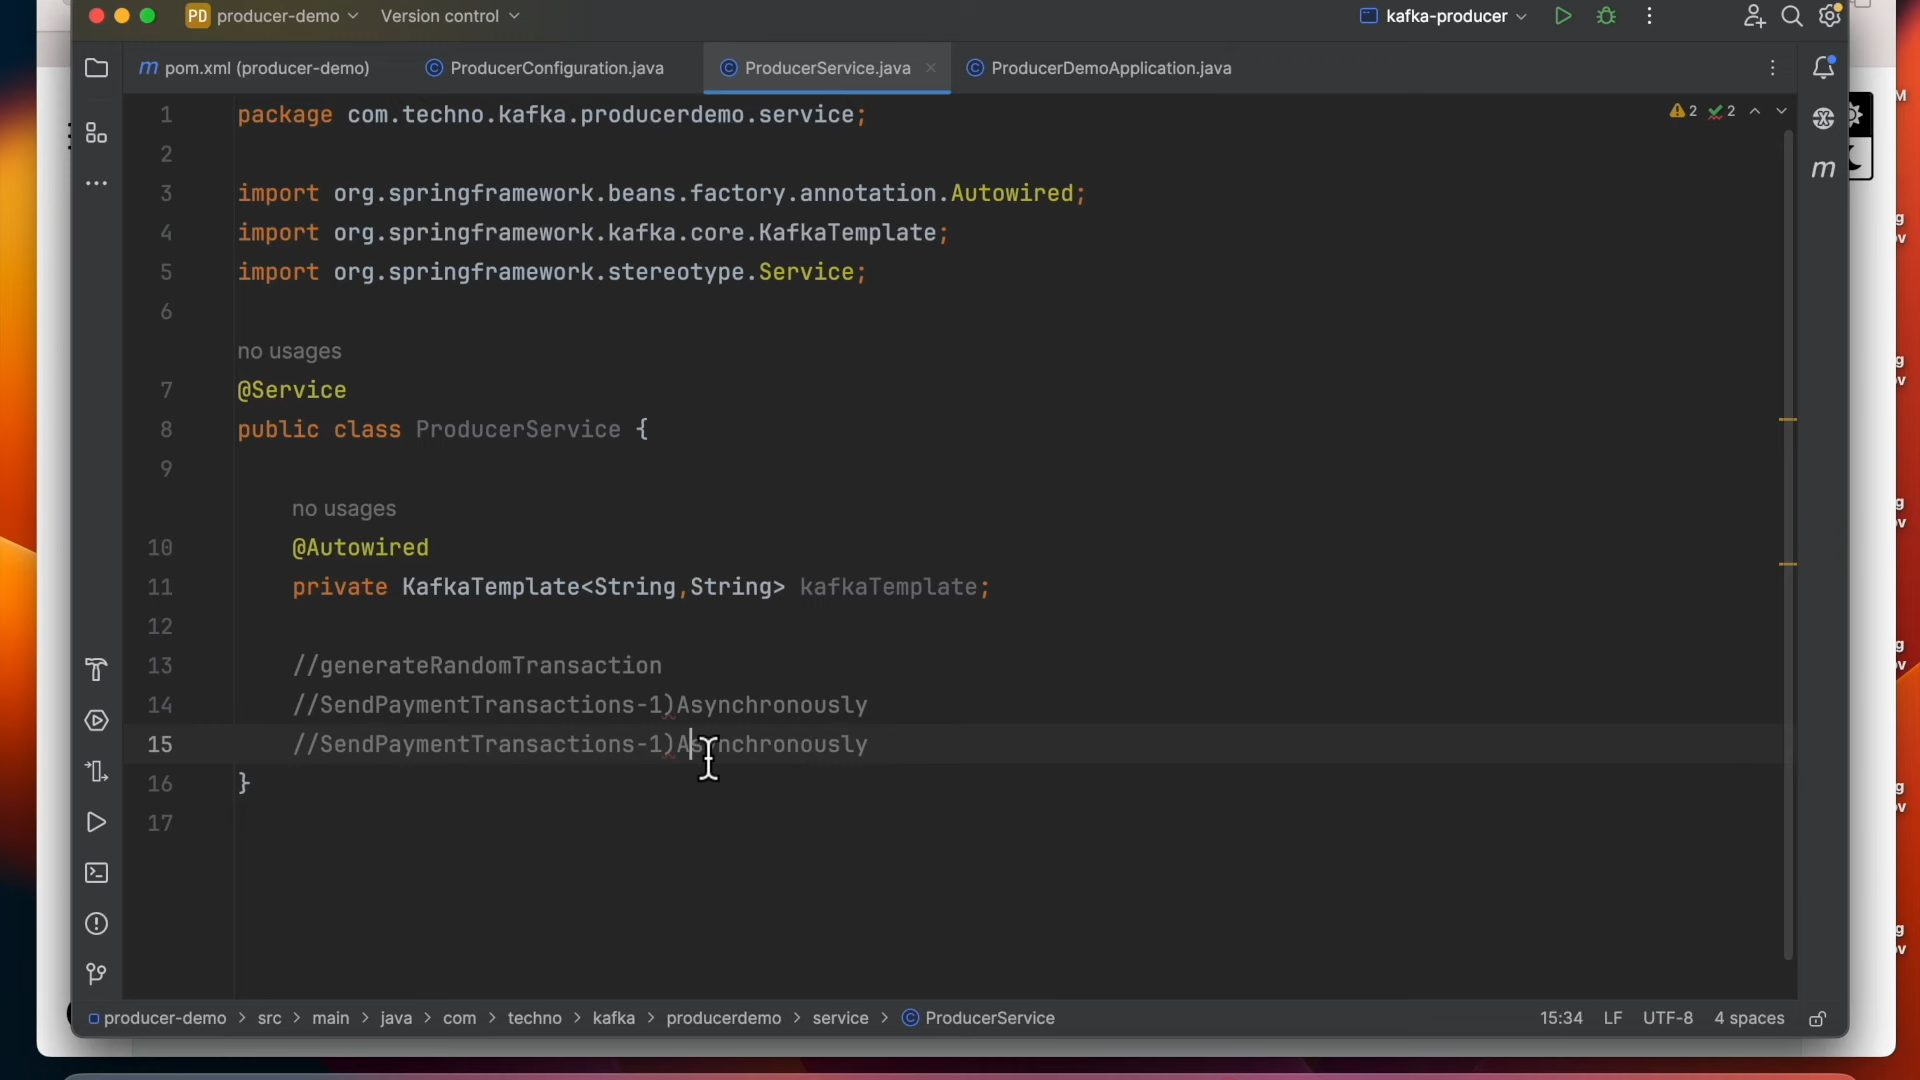 PD producer-demo Version control kafka-producer
m pom.xml (producer-demo) ProducerConfiguration.java ProducerService.java ProducerDemoApplication.java
1 package com.techno.kafka.producerdemo.service; 2 2
2
3 import org.springframework.beans.factory.annotation.Autowired;
4 import org.springframework.kafka.core.KafkaTemplate;
5 import org.springframework.stereotype.Service;
6
no usages
7 @Service
8 public class ProducerService {
9
no usages
10 @Autowired
11 private KafkaTemplate<String,String> kafkaTemplate;
12
13 //generateRandomTransaction
14 //SendPaymentTransactions-1)Asynchronously
15 //SendPaymentTransactions-1)Asynchronously
16 }
17
producer-demo > src > main > java > com > techno > kafka > producerdemo > service > ProducerService 15:34 LF UTF-8 4 spaces